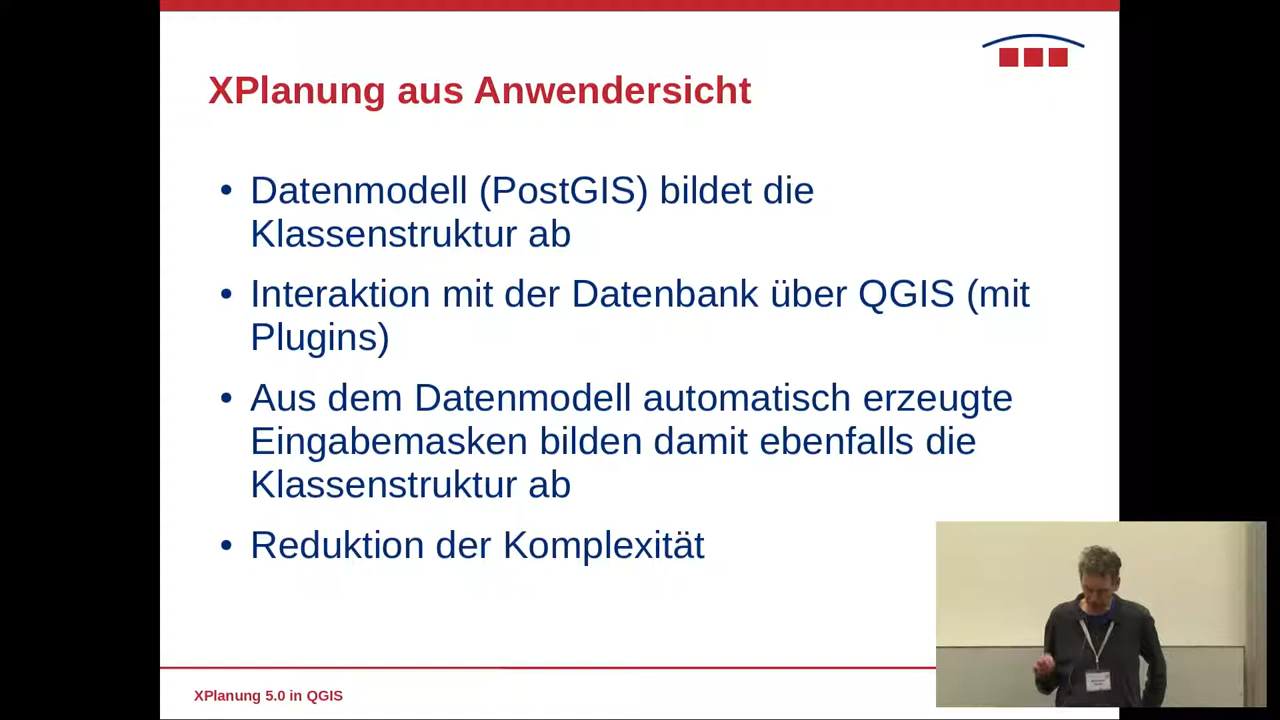 XPlanung aus Anwendersicht
• Datenmodell (PostGIS) bildet die
Klassenstruktur ab
• Interaktion mit der Datenbank über QGIS (mit
Plugins)
• Aus dem Datenmodell automatisch erzeugte
Eingabemasken bilden damit ebenfalls die
Klassenstruktur ab
• Reduktion der Komplexität
XPlanung 5.0 in QGIS